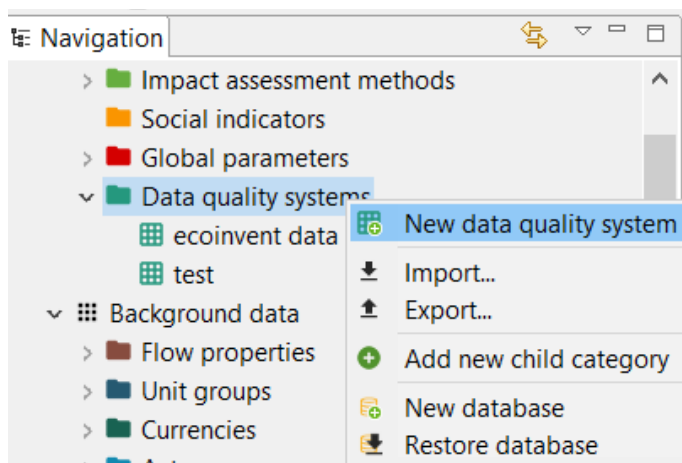 Navigation
Impact assessment methods
Social indicators
Global parameters
Data quality systems
ecoinvent data
test
Background data
Flow properties
Unit groups
Currencies
New data quality system
Import...
Export...
Add new child category
New database
Restore database